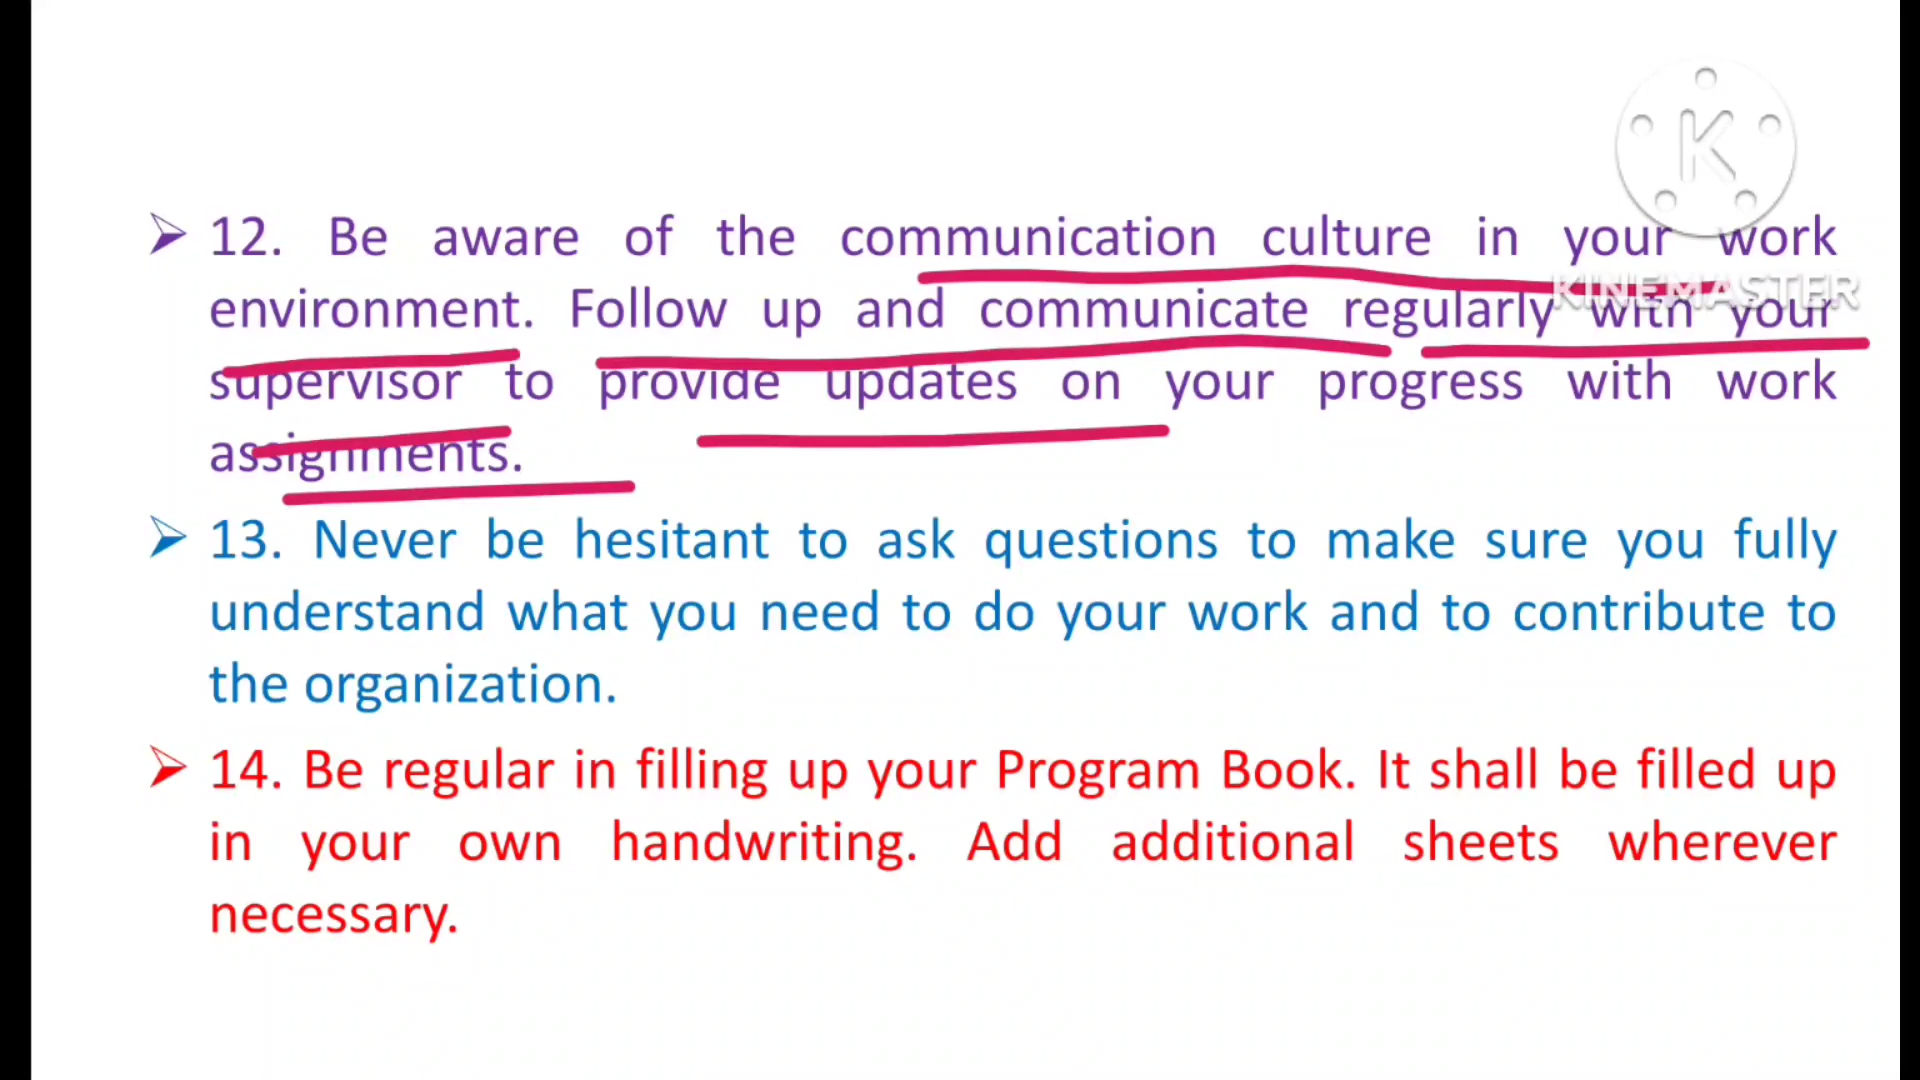 12. Be aware of the communication culture in your work
environment. Follow up and communicate regularly with your
supervisor to provide updates on your progress with work
assignments.
13. Never be hesitant to ask questions to make sure you fully
understand what you need to do your work and to contribute to
the organization.
14. Be regular in filling up your Program Book. It shall be filled up
in your own handwriting. Add additional sheets wherever
necessary.
K
KINEMASTER